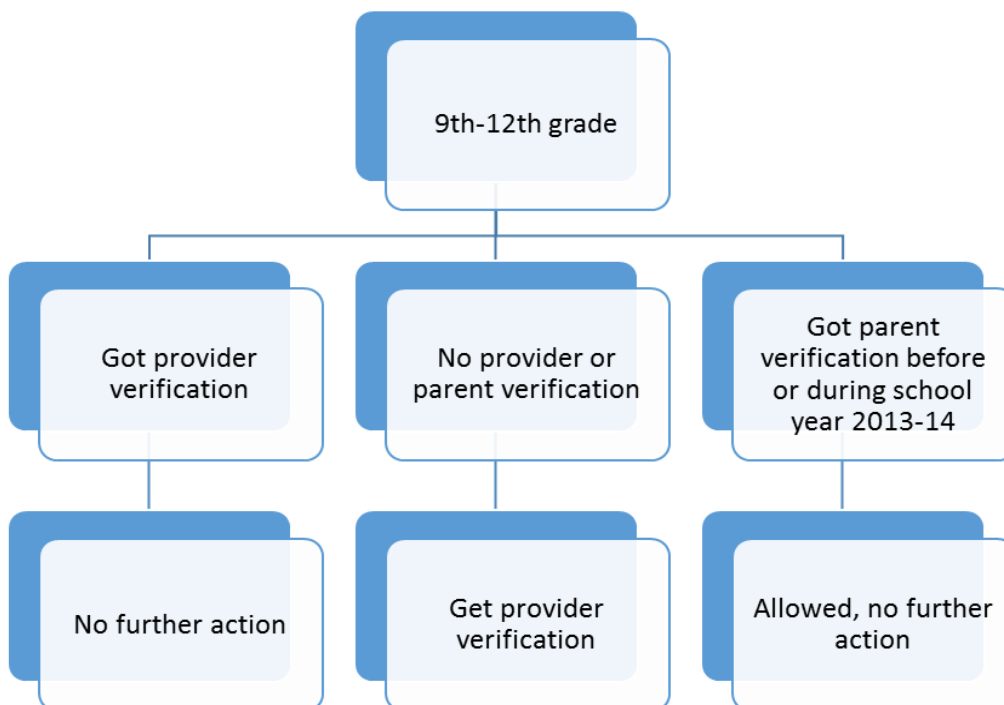 9th-12th grade
Got provider
verification
No provider or
parent verification
Got parent
verification before
or during school
year 2013-14
No further action
Get provider
verification
Allowed, no further
action